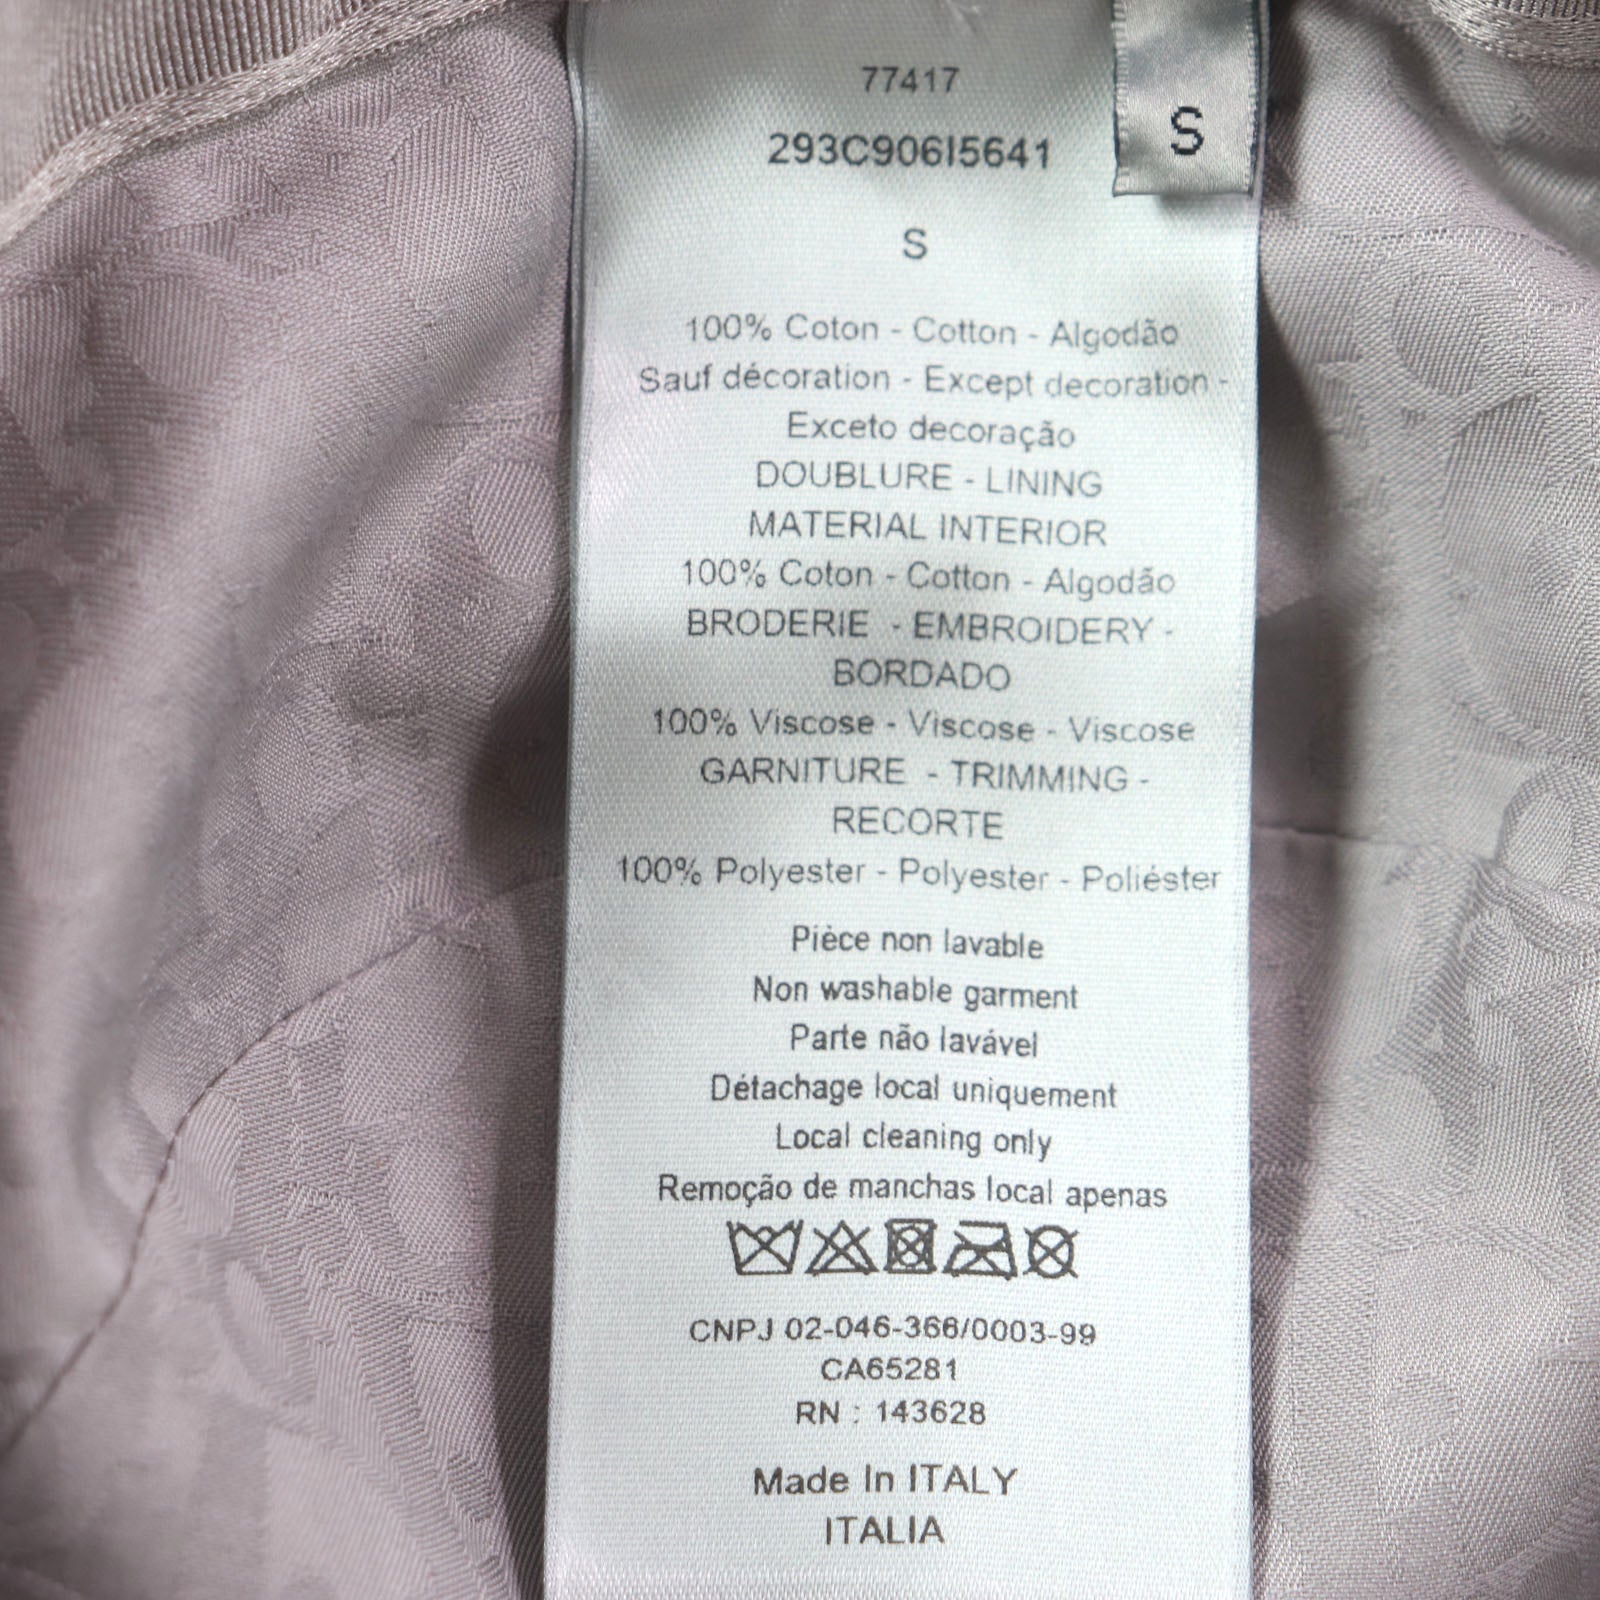 77417
293C906I5641
S
S
100% Coton - Cotton - Algodão
Sauf décoration - Except decoration -
Exceto decoração
DOUBLURE - LINING
MATERIAL INTERIOR
100% Coton - Cotton - Algodão
BRODERIE - EMBROIDERY -
BORDADO
100% Viscose - Viscose - Viscose
GARNITURE - TRIMMING -
RECORTE
100% Polyester - Polyester - Poliéster
Pièce non lavable
Non washable garment
Parte não lavável
Détachage local uniquement
Local cleaning only
Remoção de manchas local apenas
CNPJ 02-046-366/0003-99
CA65281
RN : 143628
Made In ITALY
ITALIA